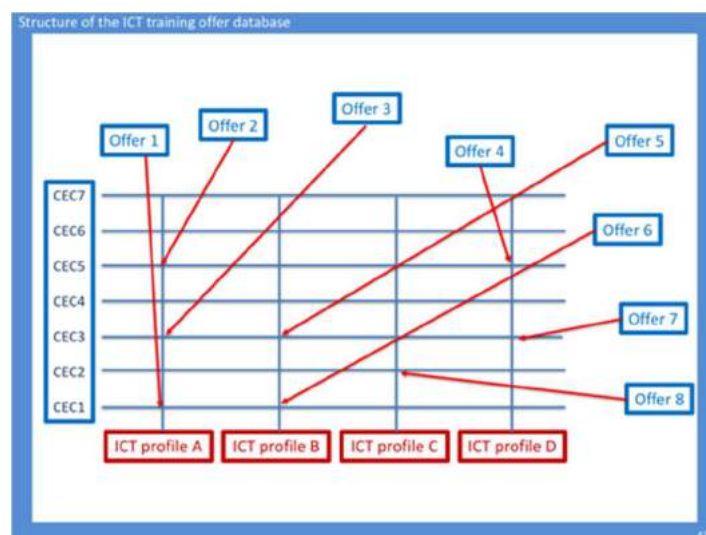 Structure of the ICT training offer database
Offer 1
Offer 2
Offer 3
Offer 4
Offer 5
Offer 6
Offer 7
Offer 8
CEC7
CEC6
CEC5
CEC4
CEC3
CEC2
CEC1
ICT profile A
ICT profile B
ICT profile C
ICT profile D